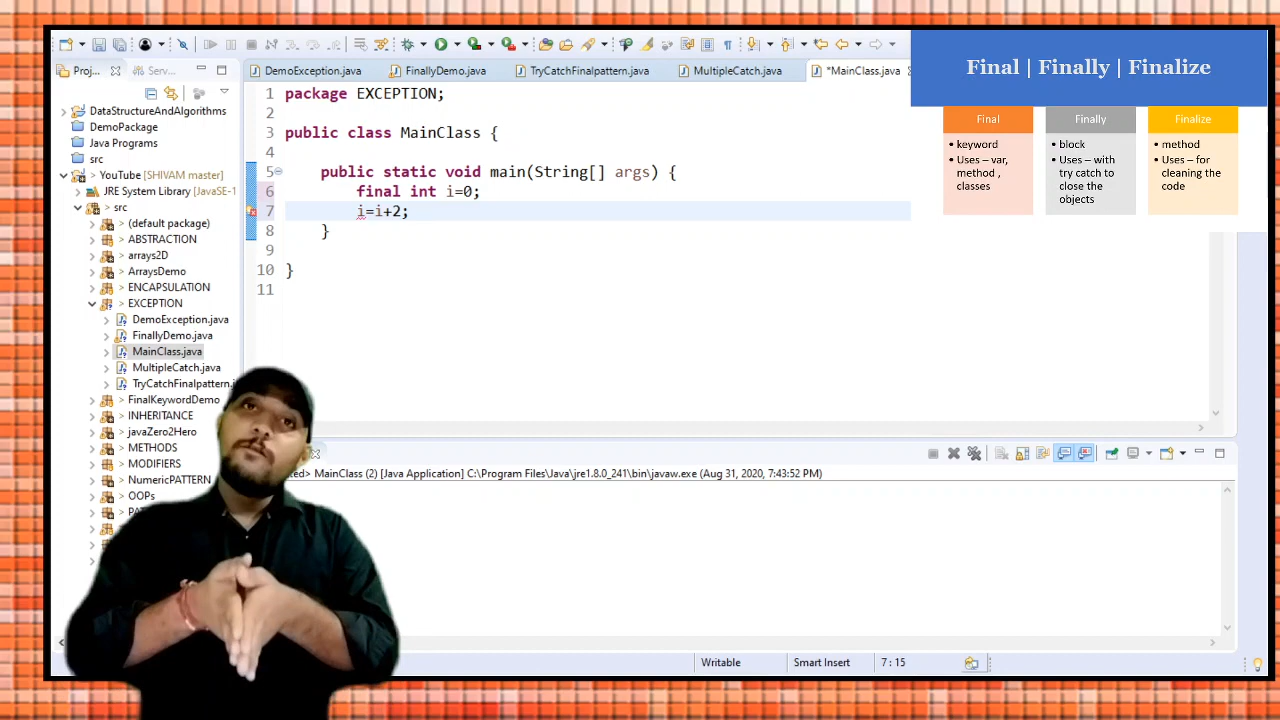 Proj...
Serv...
DemoException.java
FinallyDemo.java
TryCatchFinalpattern.java
MultipleCatch.java
*MainClass.java
DataStructureAndAlgorithms
DemoPackage
Java Programs
src
> YouTube [SHIVAM master]
JRE System Library [JavaSE-1
> src
> (default package)
> ABSTRACTION
> arrays2D
> ArraysDemo
> ENCAPSULATION
> EXCEPTION
DemoException.java
FinallyDemo.java
MainClass.java
MultipleCatch.java
TryCatchFinalpattern.j
> FinalKeywordDemo
> INHERITANCE
> javaZero2Hero
> METHODS
> MODIFIERS
> NumericPATTERN
> OOPs
1 package EXCEPTION;
2
3 public class MainClass {
4
5 public static void main(String[] args) {
6 final int i=0;
7 i=i+2;
8 }
9
10 }
11
Final | Finally | Finalize
Final
• keyword
• Uses – var,
method ,
classes
Finally
• block
• Uses – with
try catch to
close the
objects
Finalize
• method
• Uses – for
cleaning the
code
MainClass (2) [Java Application] C:\Program Files\Java\jre1.8.0_241\bin\javaw.exe (Aug 31, 2020, 7:43:52 PM)
Writable
Smart Insert
7 : 15